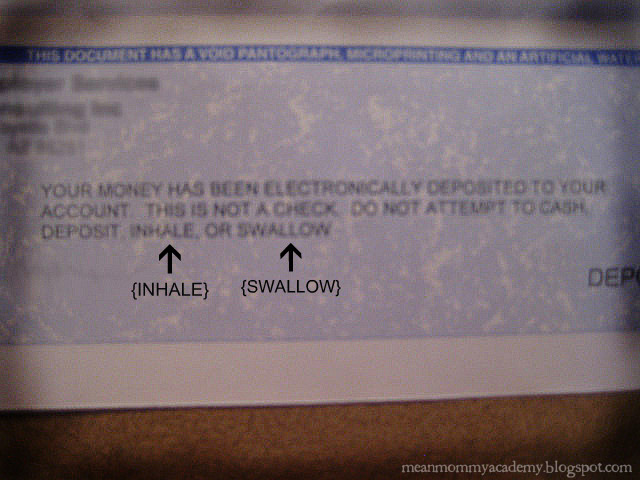 THIS DOCUMENT HAS A VOID PANTOGRAPH, MICROPRINTING AND AN ARTIFICIAL WATER
YOUR MONEY HAS BEEN ELECTRONICALLY DEPOSITED TO YOUR
ACCOUNT. THIS IS NOT A CHECK. DO NOT ATTEMPT TO CASH,
DEPOSIT, INHALE, OR SWALLOW
{INHALE} {SWALLOW}
DEPO
meanmommyacademy.blogspot.com